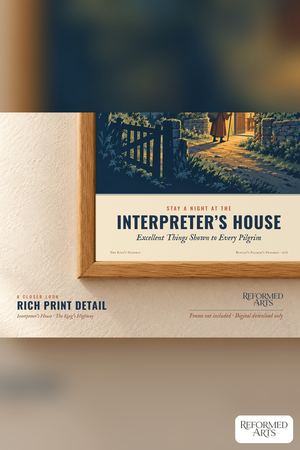 STAY A NIGHT AT THE
INTERPRETER'S HOUSE
Excellent Things Shown to Every Pilgrim
The King's Highway
A CLOSER LOOK
RICH PRINT DETAIL
Interpreter's House · The King's Highway
REFORMED
ARTS
Frame not included · Digital download only
REFORMED
ARTS